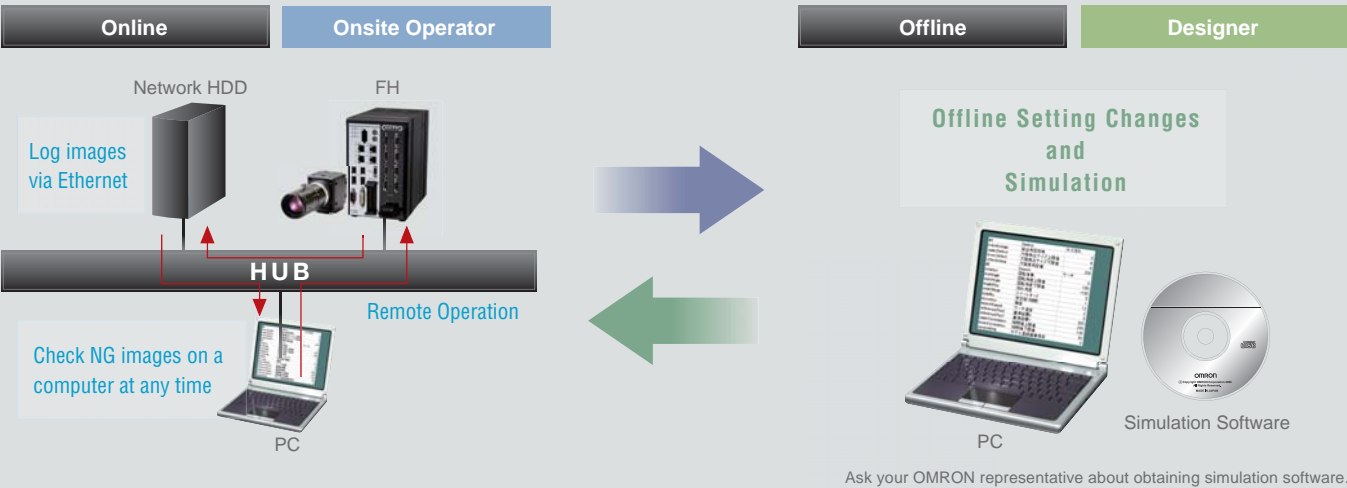 Online
Onsite Operator
Offline
Designer
Network HDD
FH
Log images
via Ethernet
HUB
Remote Operation
Check NG images on a
computer at any time
PC
Offline Setting Changes
and
Simulation
OMRON
PC
Simulation Software
Ask your OMRON representative about obtaining simulation software.